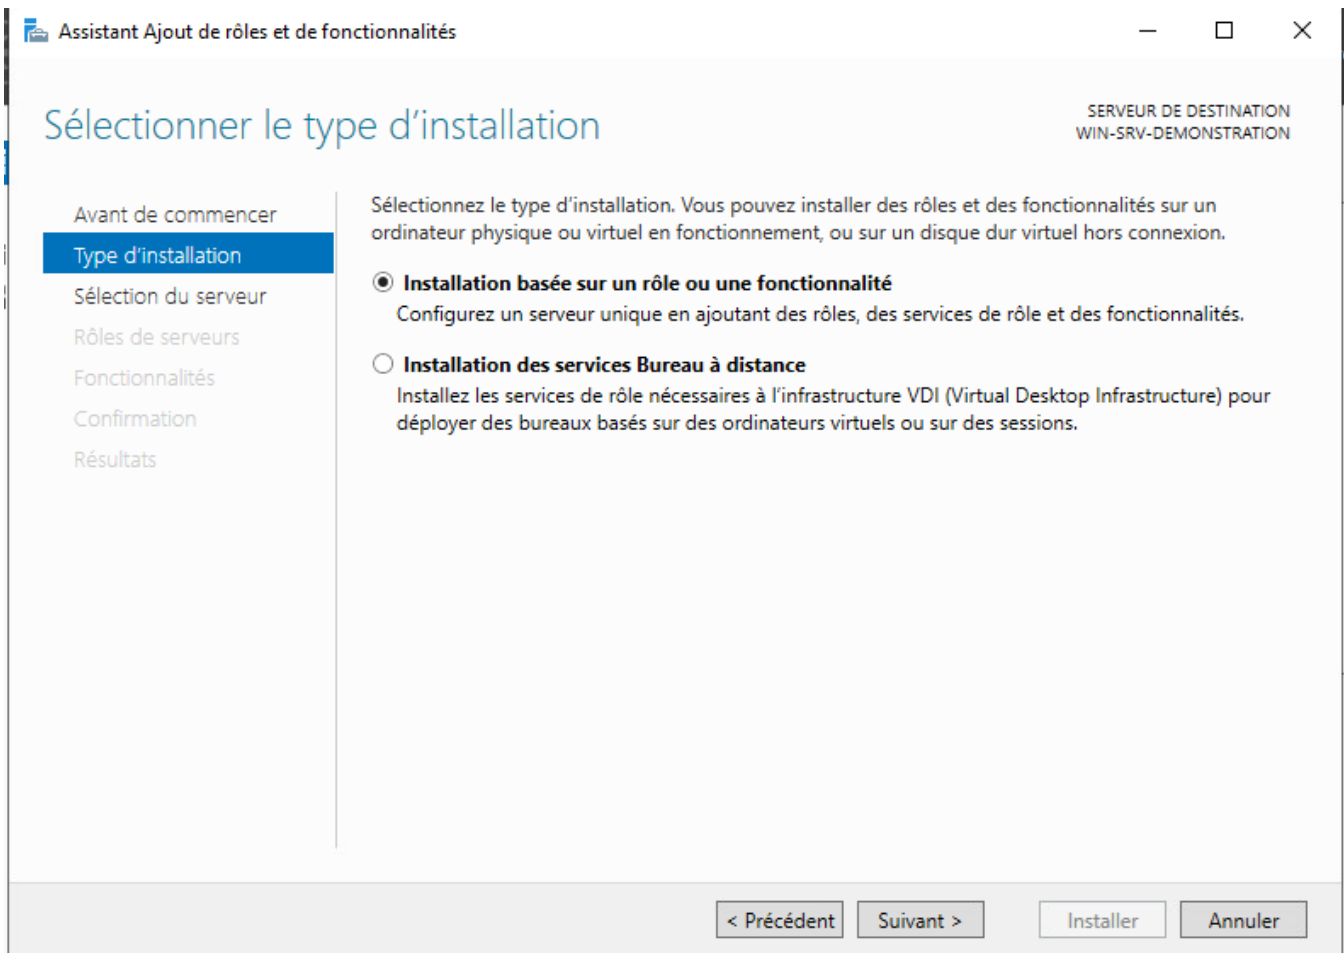 Assistant Ajout de rôles et de fonctionnalités
Sélectionner le type d’installation
SERVEUR DE DESTINATION
WIN-SRV-DEMONSTRATION
Avant de commencer
Type d’installation
Sélection du serveur
Rôles de serveurs
Fonctionnalités
Confirmation
Résultats
Sélectionnez le type d’installation. Vous pouvez installer des rôles et des fonctionnalités sur un
ordinateur physique ou virtuel en fonctionnement, ou sur un disque dur virtuel hors connexion.
Installation basée sur un rôle ou une fonctionnalité
Configurez un serveur unique en ajoutant des rôles, des services de rôle et des fonctionnalités.
Installation des services Bureau à distance
Installez les services de rôle nécessaires à l’infrastructure VDI (Virtual Desktop Infrastructure) pour
déployer des bureaux basés sur des ordinateurs virtuels ou sur des sessions.
< Précédent
Suivant >
Installer
Annuler